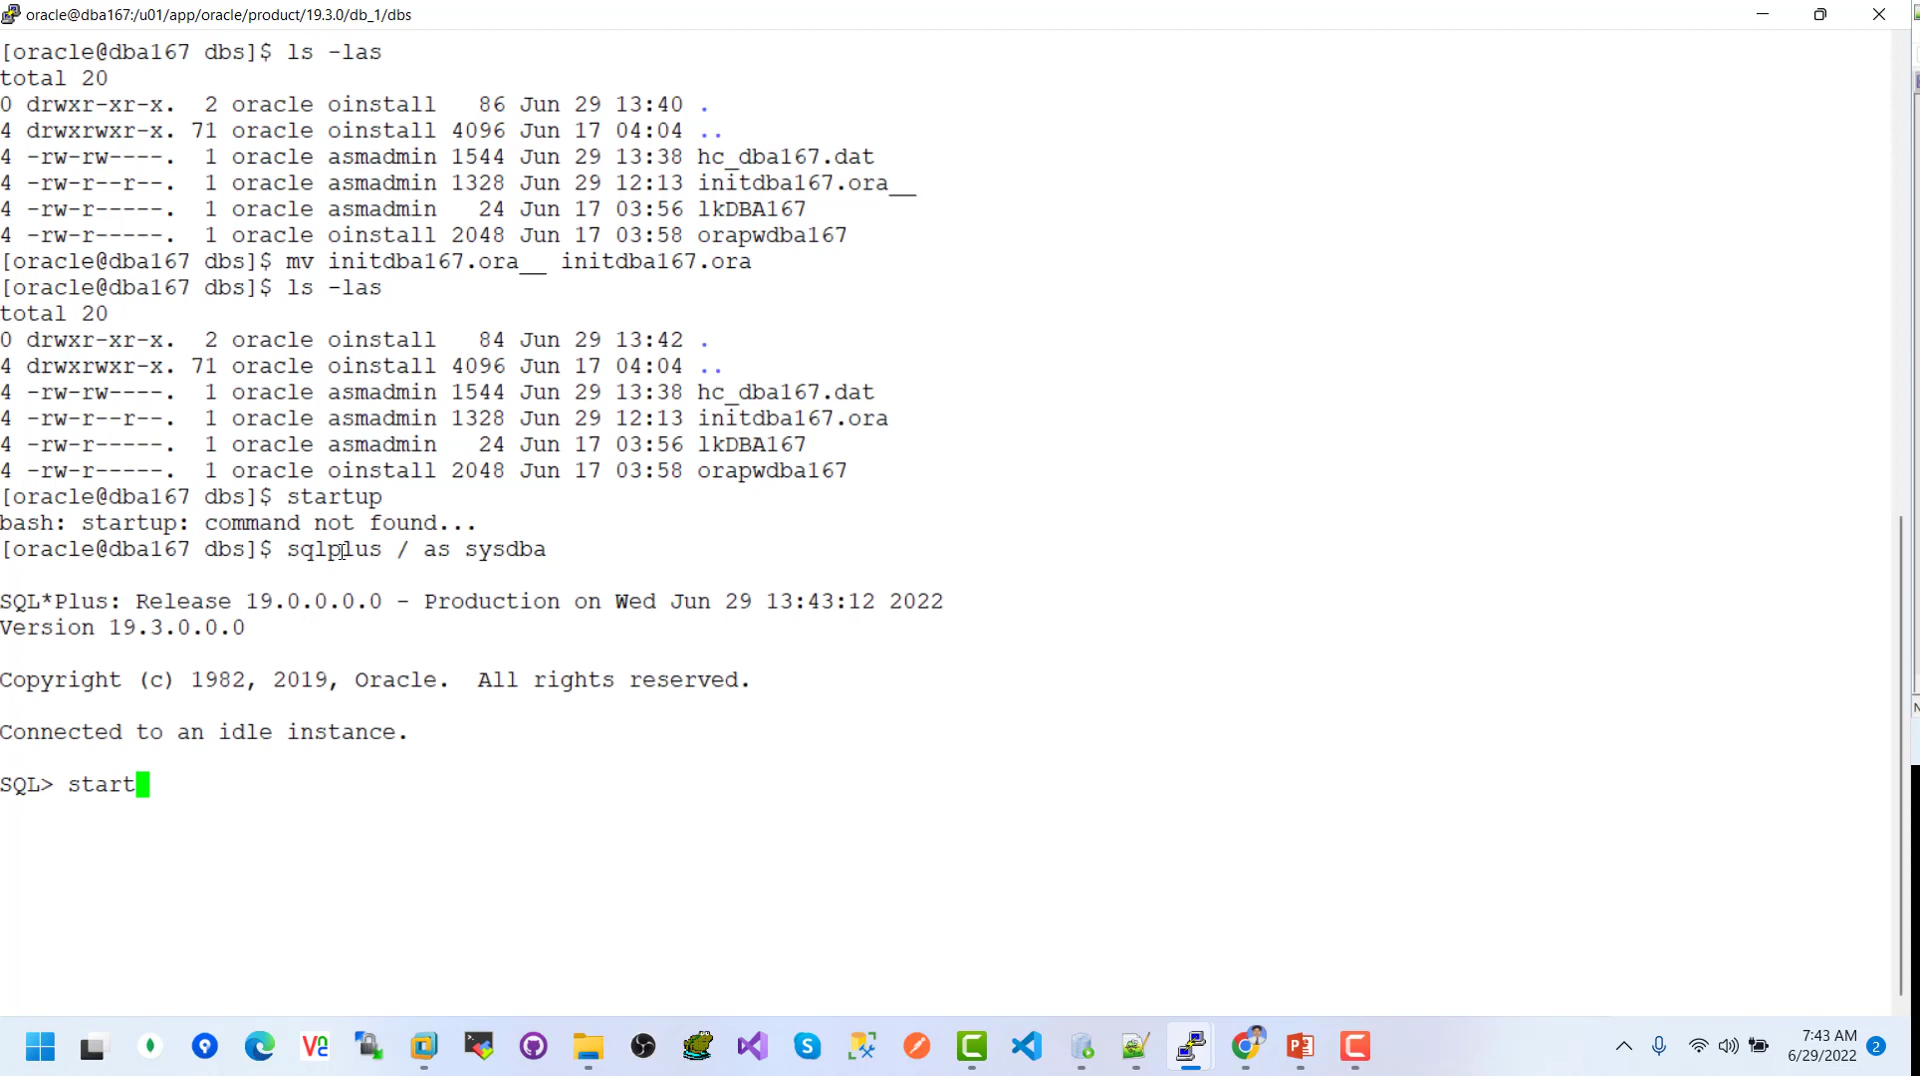 oracle@dba167:/u01/app/oracle/product/19.3.0/db_1/dbs
[oracle@dba167 dbs]$ ls -las
total 20
0 drwxr-xr-x.  2 oracle oinstall   86 Jun 29 13:40 .
4 drwxrwxr-x. 71 oracle oinstall 4096 Jun 17 04:04 ..
4 -rw-rw----.  1 oracle asmadmin 1544 Jun 29 13:38 hc_dba167.dat
4 -rw-r--r--.  1 oracle asmadmin 1328 Jun 29 12:13 initdba167.ora__
4 -rw-r-----.  1 oracle asmadmin   24 Jun 17 03:56 lkDBA167
4 -rw-r-----.  1 oracle oinstall 2048 Jun 17 03:58 orapwdba167
[oracle@dba167 dbs]$ mv initdba167.ora__ initdba167.ora
[oracle@dba167 dbs]$ ls -las
total 20
0 drwxr-xr-x.  2 oracle oinstall   84 Jun 29 13:42 .
4 drwxrwxr-x. 71 oracle oinstall 4096 Jun 17 04:04 ..
4 -rw-rw----.  1 oracle asmadmin 1544 Jun 29 13:38 hc_dba167.dat
4 -rw-r--r--.  1 oracle asmadmin 1328 Jun 29 12:13 initdba167.ora
4 -rw-r-----.  1 oracle asmadmin   24 Jun 17 03:56 lkDBA167
4 -rw-r-----.  1 oracle oinstall 2048 Jun 17 03:58 orapwdba167
[oracle@dba167 dbs]$ startup
bash: startup: command not found...
[oracle@dba167 dbs]$ sqlplus / as sysdba
SQL*Plus: Release 19.0.0.0.0 - Production on Wed Jun 29 13:43:12 2022
Version 19.3.0.0.0
Copyright (c) 1982, 2019, Oracle.  All rights reserved.
Connected to an idle instance.
SQL> start
7:43 AM
6/29/2022
2